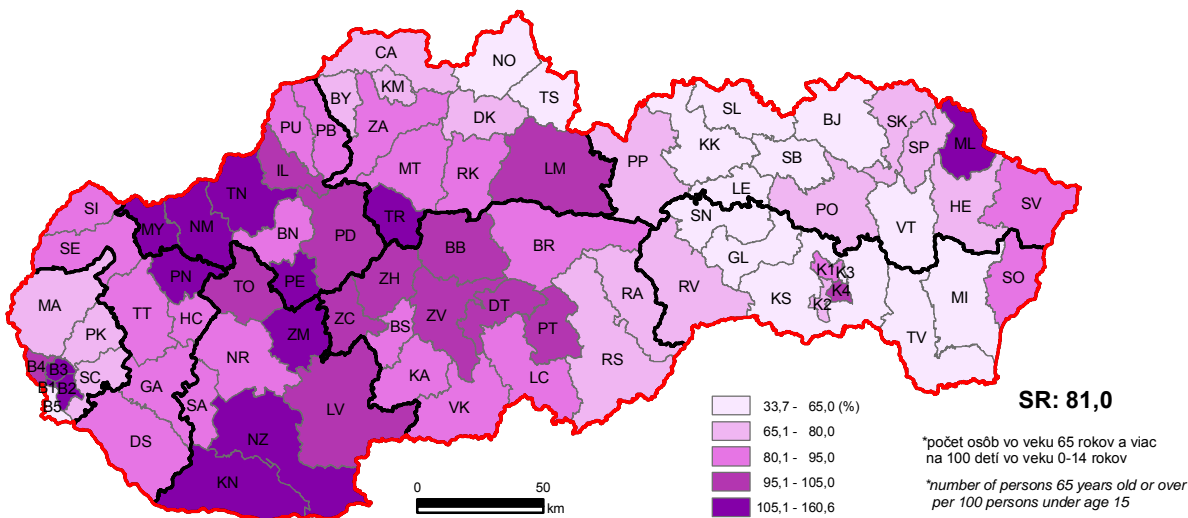 CA
NO
BY
KM
TS
PU
PB
ZA
DK
SL
BJ
SK
KK
SP
ML
IL
MT
RK
LM
PP
SB
TN
LE
PO
HE
SV
SI
MY
NM
TR
SN
VT
SE
BN
PD
BB
BR
GL
K1
K3
PN
PE
ZH
RA
RV
KS
K4
SO
MA
TO
K2
MI
TT
HC
ZM
ZC
BS
ZV
DT
PT
PK
TV
NR
RS
B4
B3
SC
KA
LC
B1
B2
GA
SA
LV
VK
B5
DS
NZ
KN
33,7 - 65,0 (%)
65,1 - 80,0
80,1 - 95,0
95,1 - 105,0
105,1 - 160,6
0 50
km
SR: 81,0
*počet osôb vo veku 65 rokov a viac
na 100 detí vo veku 0-14 rokov
*number of persons 65 years old or over
per 100 persons under age 15